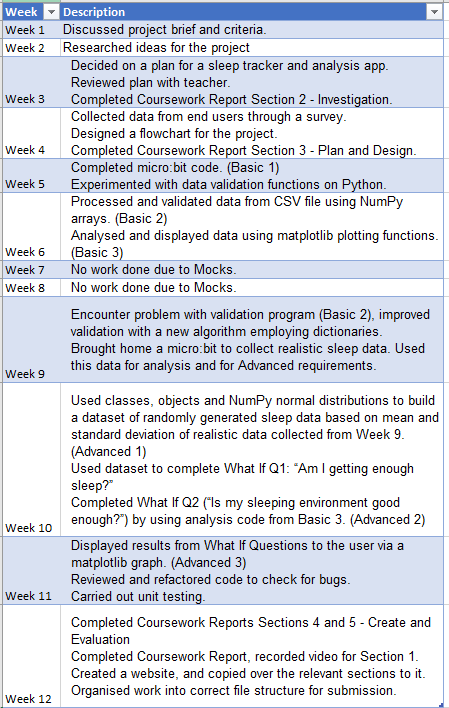 Week Description
Week 1 Discussed project brief and criteria.
Week 2 Researched ideas for the project
Decided on a plan for a sleep tracker and analysis app.
Reviewed plan with teacher.
Week 3 Completed Coursework Report Section 2 - Investigation.
Collected data from end users through a survey.
Designed a flowchart for the project.
Week 4 Completed Coursework Report Section 3 - Plan and Design.
Completed micro:bit code. (Basic 1)
Week 5 Experimented with data validation functions on Python.
Processed and validated data from CSV file using NumPy
arrays. (Basic 2)
Analysed and displayed data using matplotlib plotting functions.
Week 6 (Basic 3)
Week 7 No work done due to Mocks.
Week 8 No work done due to Mocks.
Encounter problem with validation program (Basic 2), improved
validation with a new algorithm employing dictionaries.
Brought home a micro:bit to collect realistic sleep data. Used
this data for analysis and for Advanced requirements.
Week 9
Used classes, objects and NumPy normal distributions to build
a dataset of randomly generated sleep data based on mean and
standard deviation of realistic data collected from Week 9.
(Advanced 1)
Used dataset to complete What If Q1: “Am I getting enough
sleep?”
Completed What If Q2 (“Is my sleeping environment good
enough?”) by using analysis code from Basic 3. (Advanced 2)
Week 10
Displayed results from What If Questions to the user via a
matplotlib graph. (Advanced 3)
Reviewed and refactored code to check for bugs.
Week 11 Carried out unit testing.
Completed Coursework Reports Sections 4 and 5 - Create and
Evaluation
Completed Coursework Report, recorded video for Section 1.
Created a website, and copied over the relevant sections to it.
Organised work into correct file structure for submission.
Week 12